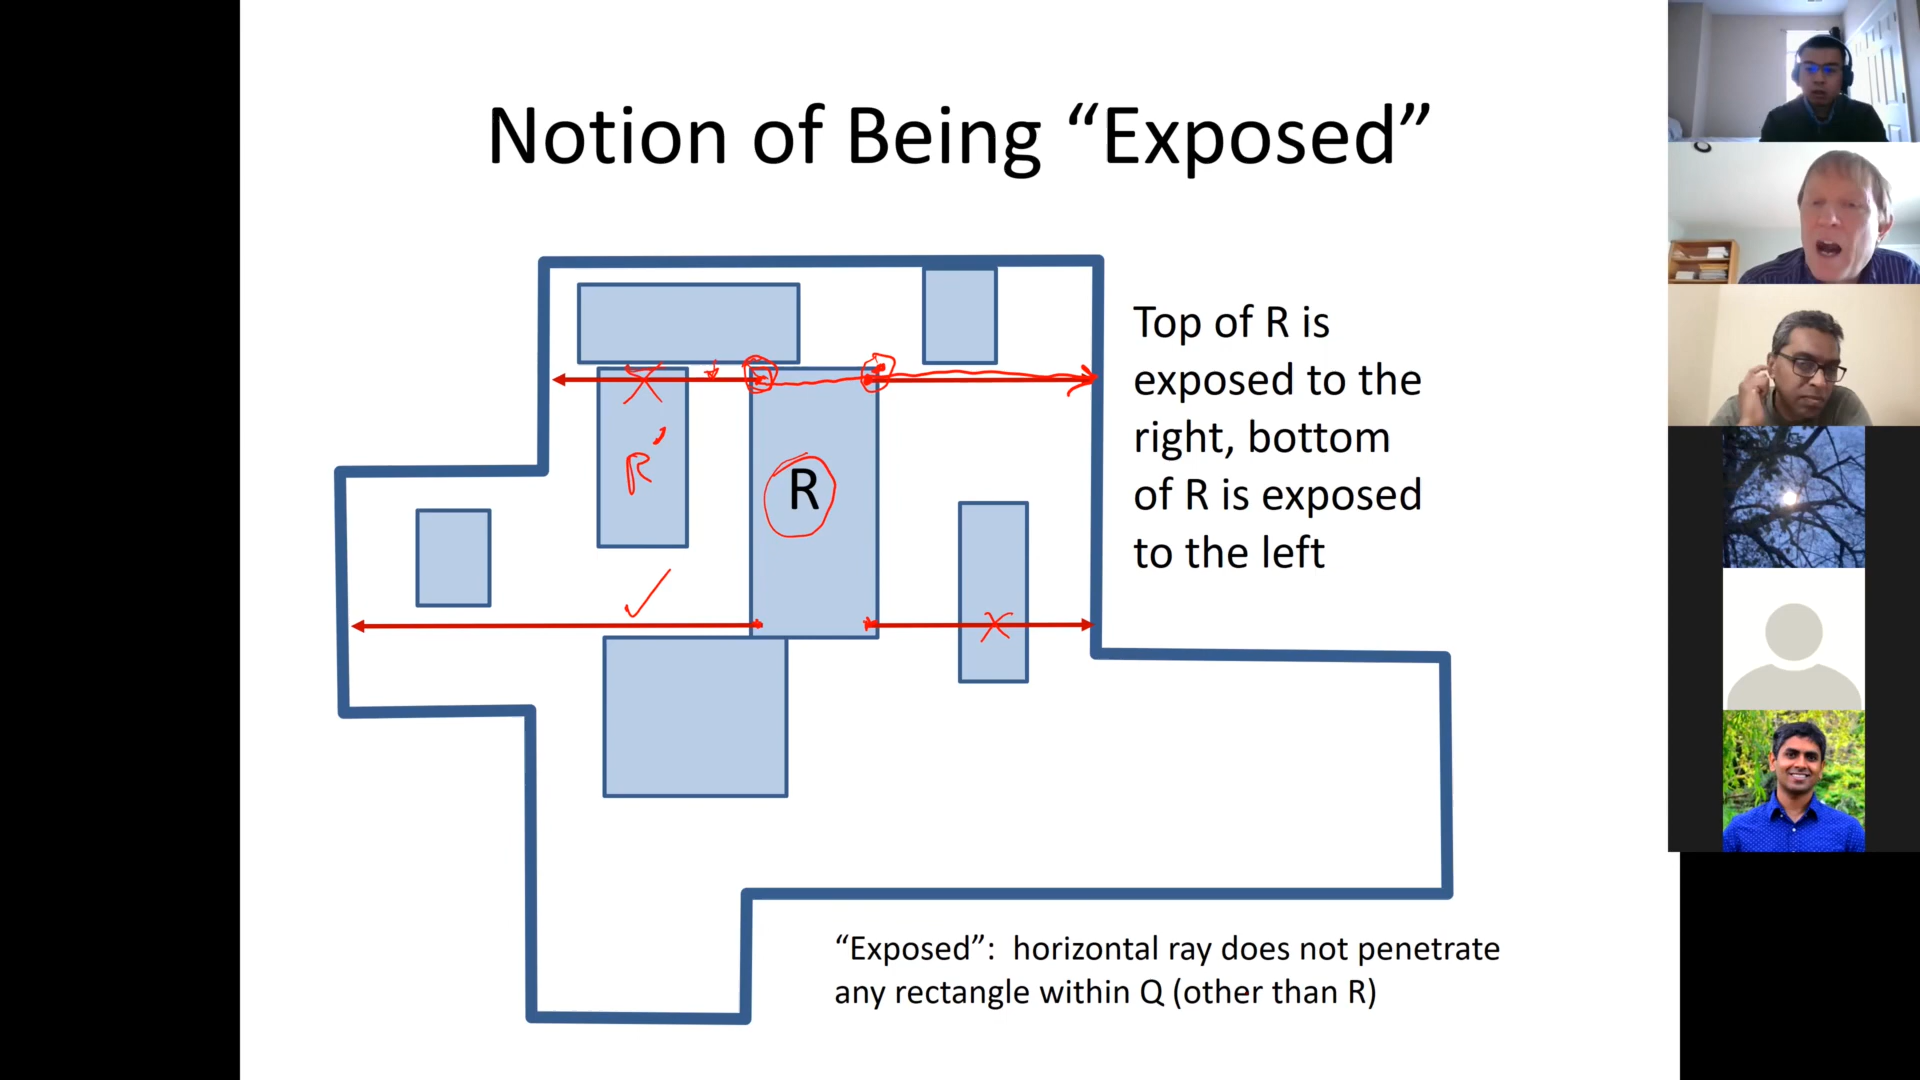 Notion of Being “Exposed”
Top of R is
exposed to the
right, bottom
of R is exposed
to the left
R'
R
“Exposed”: horizontal ray does not penetrate
any rectangle within Q (other than R)